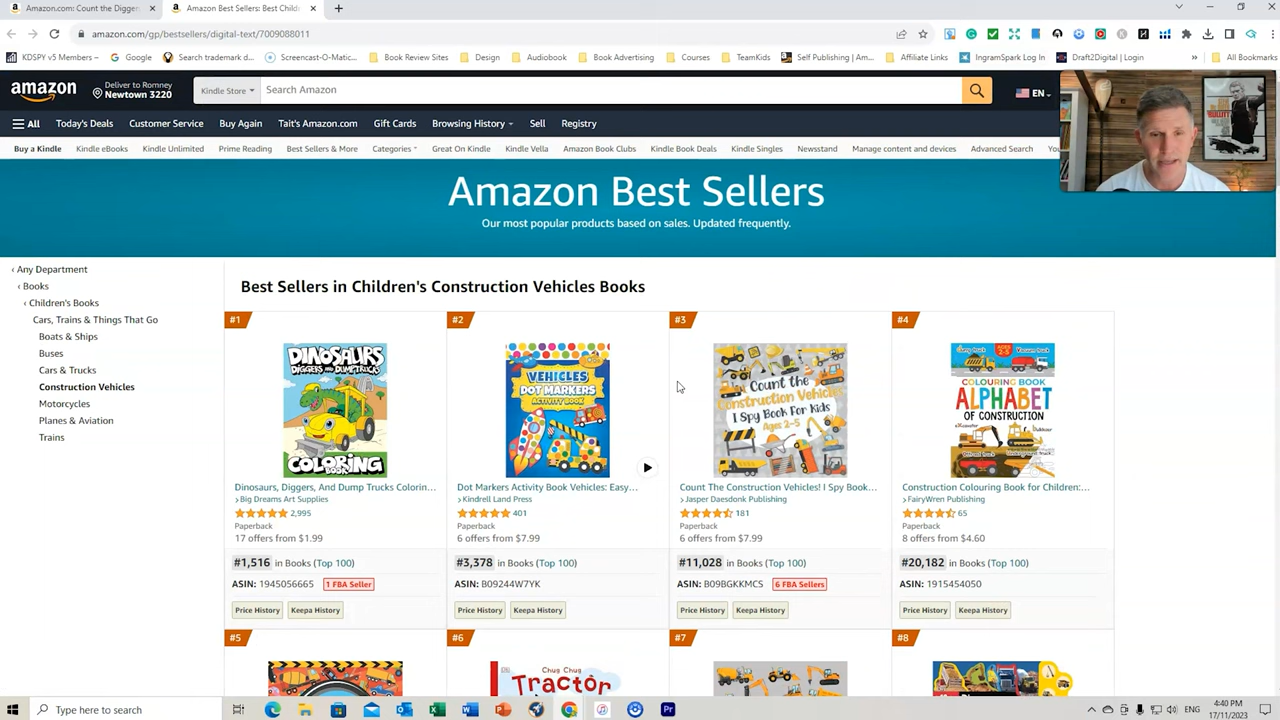 Amazon.com: Count the Digger
Amazon Best Sellers: Best Child
amazon.com/gp/bestsellers/digital-text/7009088011
KDSPY v5 Members –
Google
Search trademark d...
Screencast-O-Matic...
Book Review Sites
Design
Audiobook
Book Advertising
Courses
TeamKids
Self Publishing | Am...
Affiliate Links
IngramSpark Log In
Draft2Digital | Login
»
All Bookmarks
amazon
Deliver to Romney
Newtown 3220
Kindle Store
Search Amazon
EN
All
Today's Deals
Customer Service
Buy Again
Tait's Amazon.com
Gift Cards
Browsing History
Sell
Registry
Buy a Kindle
Kindle eBooks
Kindle Unlimited
Prime Reading
Best Sellers & More
Categories
Great On Kindle
Kindle Vella
Amazon Book Clubs
Kindle Book Deals
Kindle Singles
Newsstand
Manage content and devices
Advanced Search
Amazon Best Sellers
Our most popular products based on sales. Updated frequently.
‹ Any Department
‹ Books
‹ Children's Books
Cars, Trains & Things That Go
Boats & Ships
Buses
Cars & Trucks
Construction Vehicles
Motorcycles
Planes & Aviation
Trains
Best Sellers in Children's Construction Vehicles Books
#1
DINOSAURS
DIGGERS AND DUMPTRUCKS
COLORING
Dinosaurs, Diggers, And Dump Trucks Colorin...
›Big Dreams Art Supplies
2,995
Paperback
17 offers from $1.99
#1,516 in Books (Top 100)
ASIN: 1945056665
1 FBA Seller
Price History
Keepa History
#2
VEHICLES
DOT MARKERS
ACTIVITY BOOK
Dot Markers Activity Book Vehicles: Easy...
›Kindrell Land Press
401
Paperback
6 offers from $7.99
#3,378 in Books (Top 100)
ASIN: B09244W7YK
Price History
Keepa History
#3
Count the
Construction Vehicles
I Spy Book For Kids
Ages 2-5
Count The Construction Vehicles! I Spy Book...
›Jasper Daesdonk Publishing
181
Paperback
6 offers from $7.99
#11,028 in Books (Top 100)
ASIN: B09BGKKMCS
6 FBA Sellers
Price History
Keepa History
#4
AGES 2-5
Vacuum truck
COLOURING BOOK
ALPHABET
OF CONSTRUCTION
Construction Colouring Book for Children:...
›FairyWren Publishing
65
Paperback
8 offers from $4.60
#20,182 in Books (Top 100)
ASIN: 1915454050
Price History
Keepa History
#5
#6
Chug Chug
Tractor
#7
#8
Type here to search
ENG
4:40 PM
17/11/2023